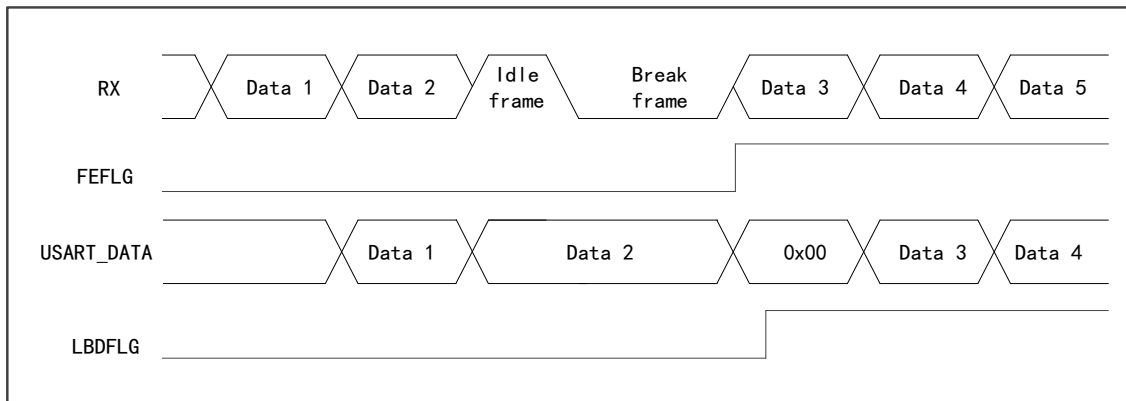 RX Data 1 Data 2 Idle frame Break frame Data 3 Data 4 Data 5
FEFLG
USART_DATA Data 1 Data 2 0x00 Data 3 Data 4
LBDFLG